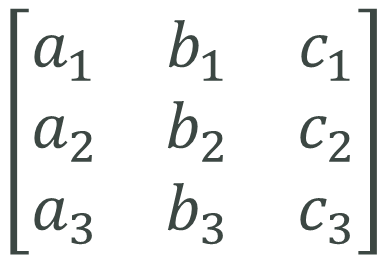 a₁ b₁ c₁
a₂ b₂ c₂
a₃ b₃ c₃